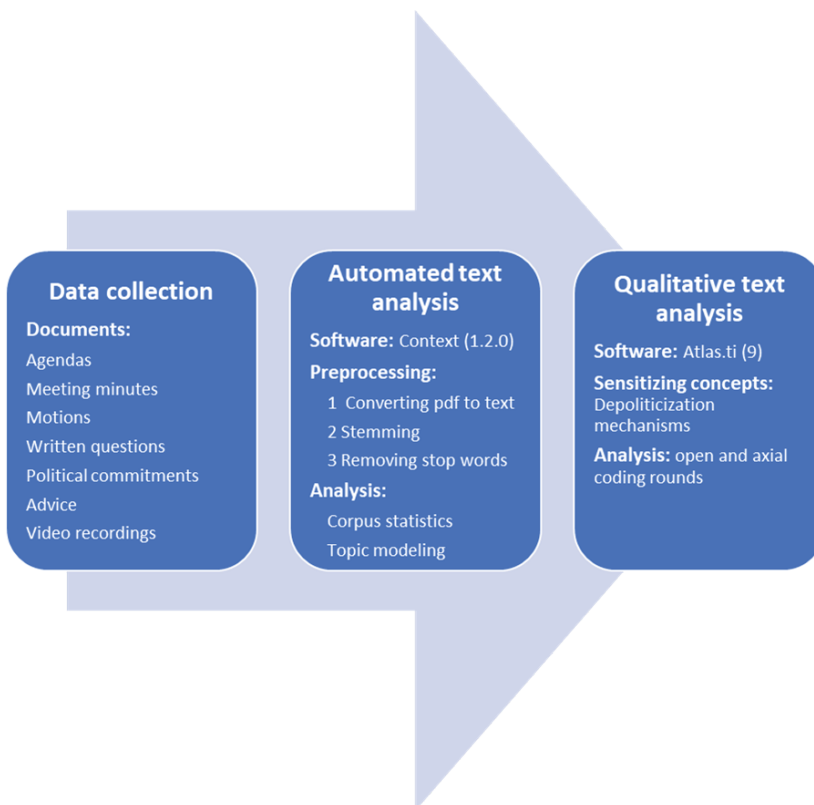 Data collection
Documents:
Agendas
Meeting minutes
Motions
Written questions
Political commitments
Advice
Video recordings
Automated text
analysis
Software: Context (1.2.0)
Preprocessing:
1 Converting pdf to text
2 Stemming
3 Removing stop words
Analysis:
Corpus statistics
Topic modeling
Qualitative text
analysis
Software: Atlas.ti (9)
Sensitizing concepts:
Depoliticization
mechanisms
Analysis: open and axial
coding rounds